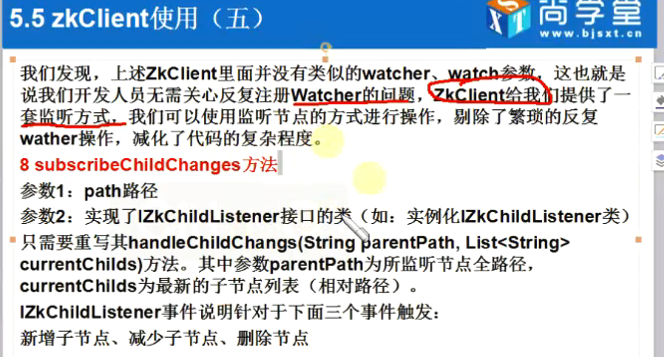 5.5 zkClient使用（五）
尚学堂
www.bjsxt.cn
我们发现，上述ZkClient里面并没有类似的watcher、watch参数，这也就是
说我们开发人员无需关心反复注册Watcher的问题，ZkClient给我们提供了一
套监听方式，我们可以使用监听节点的方式进行操作，剔除了繁琐的反复
wather操作，减化了代码的复杂程度。
8 subscribeChildChanges方法
参数1：path路径
参数2：实现了IZkChildListener接口的类（如：实例化IZkChildListener类）
只需要重写其handleChildChangs(String parentPath, List<String>
currentChilds)方法。其中参数parentPath为所监听节点全路径，
currentChilds为最新的子节点列表（相对路径）。
IZkChildListener事件说明针对于下面三个事件触发：
新增子节点、减少子节点、删除节点